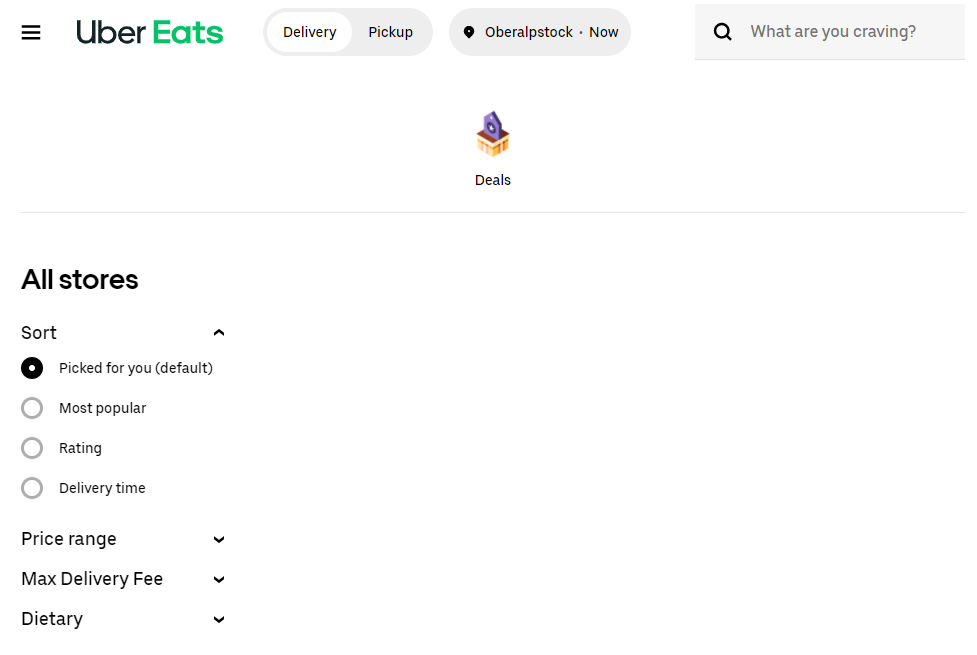 Uber Eats
Delivery
Pickup
Oberalpstock • Now
What are you craving?
Deals
All stores
Sort
Picked for you (default)
Most popular
Rating
Delivery time
Price range
Max Delivery Fee
Dietary